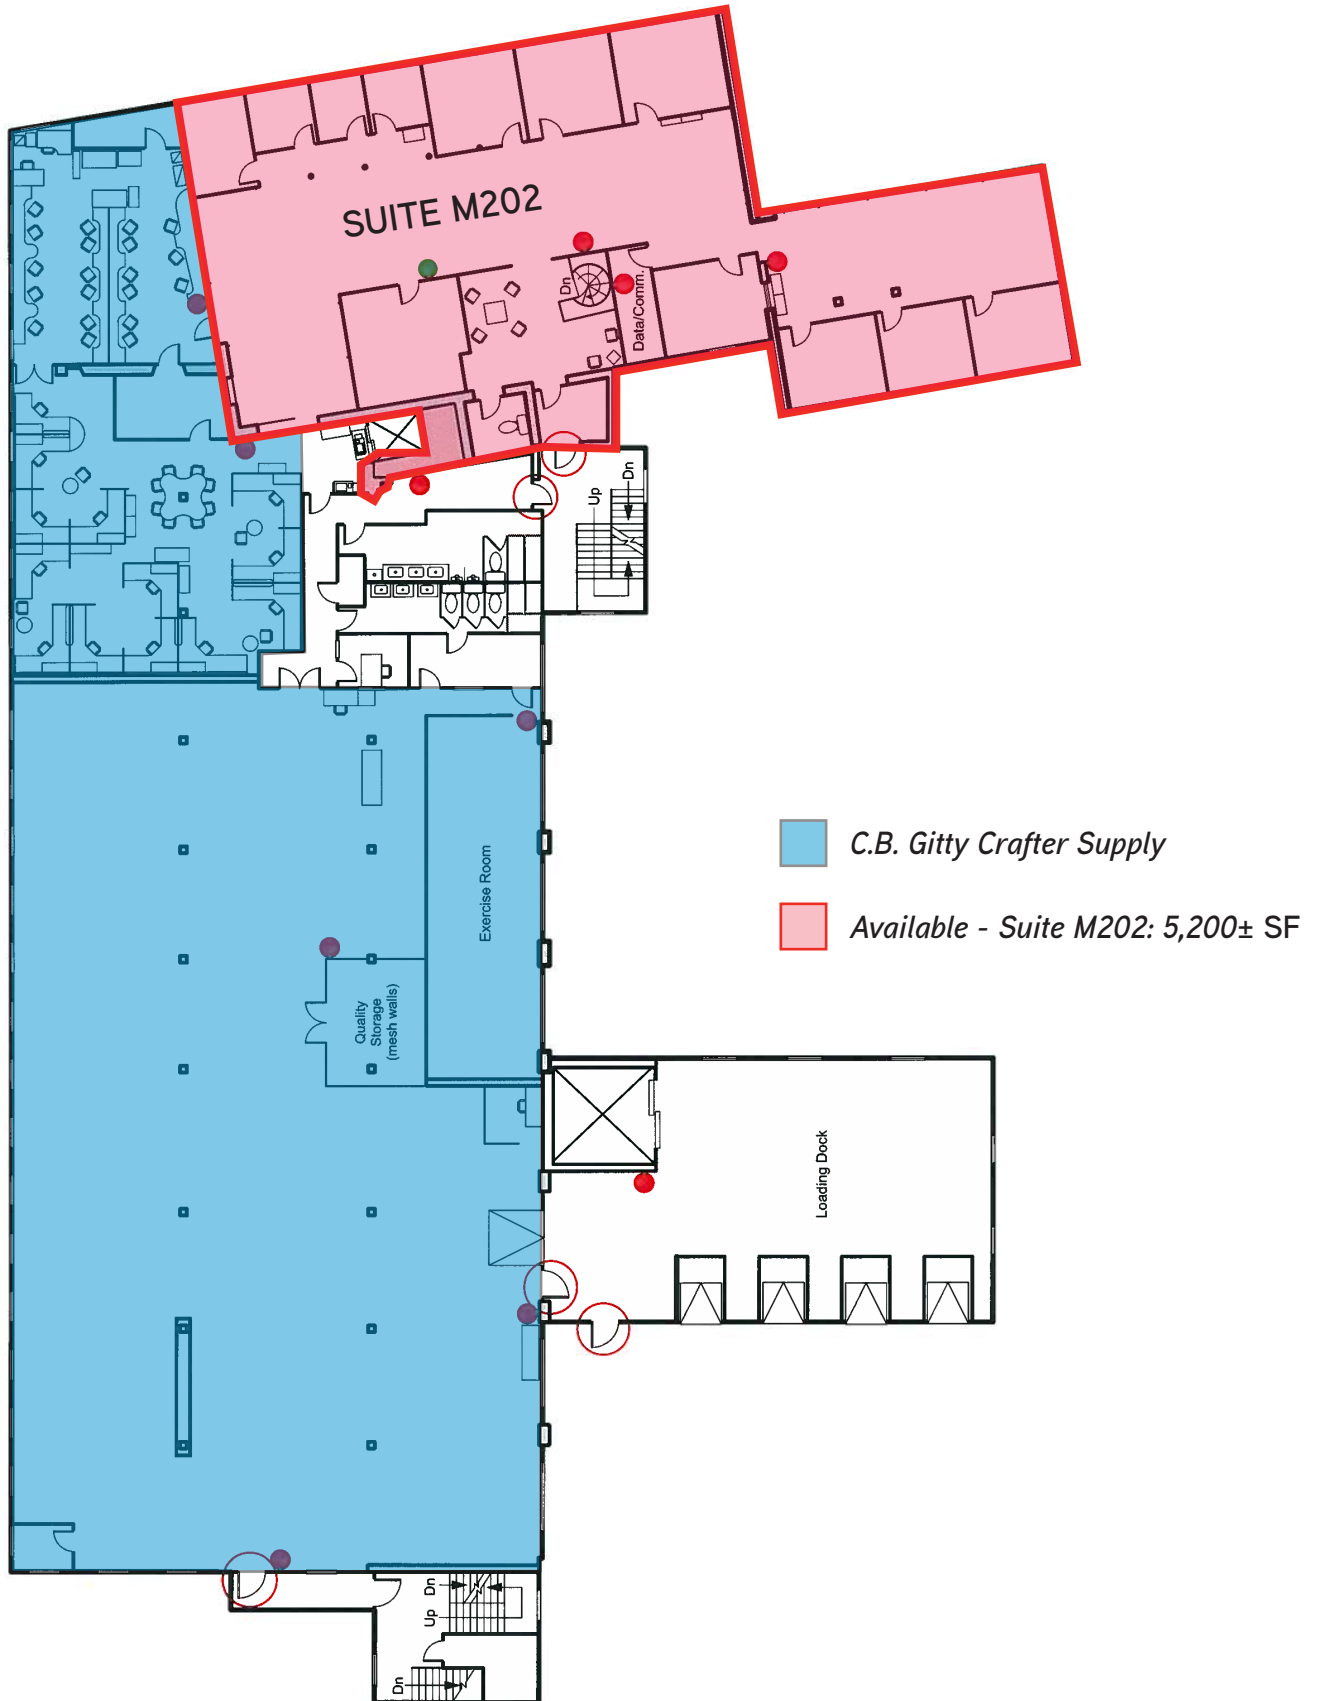 SUITE M202
Dn
Data/Comm.
Up
Dn
C.B. Gitty Crafter Supply
Available - Suite M202: 5,200± SF
Exercise Room
Quality
Storage
(mesh walls)
Loading Dock
Dn
Up
Dn